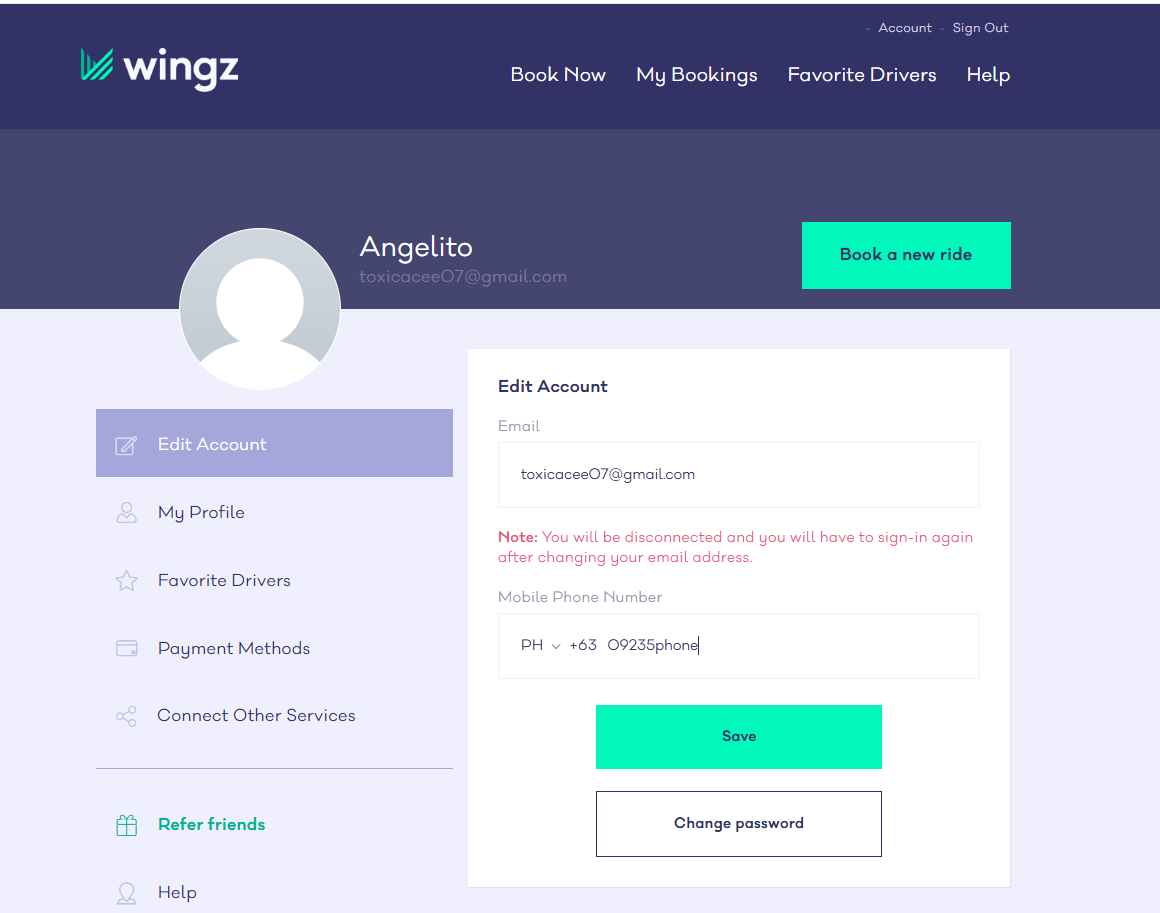 - Account - Sign Out
wingz
Book Now My Bookings Favorite Drivers Help
Angelito
toxicacee07@gmail.com
Book a new ride
Edit Account
My Profile
Favorite Drivers
Payment Methods
Connect Other Services
Refer friends
Help
Edit Account
Email
toxicacee07@gmail.com
Note: You will be disconnected and you will have to sign-in again
after changing your email address.
Mobile Phone Number
PH +63 09235phone
Save
Change password